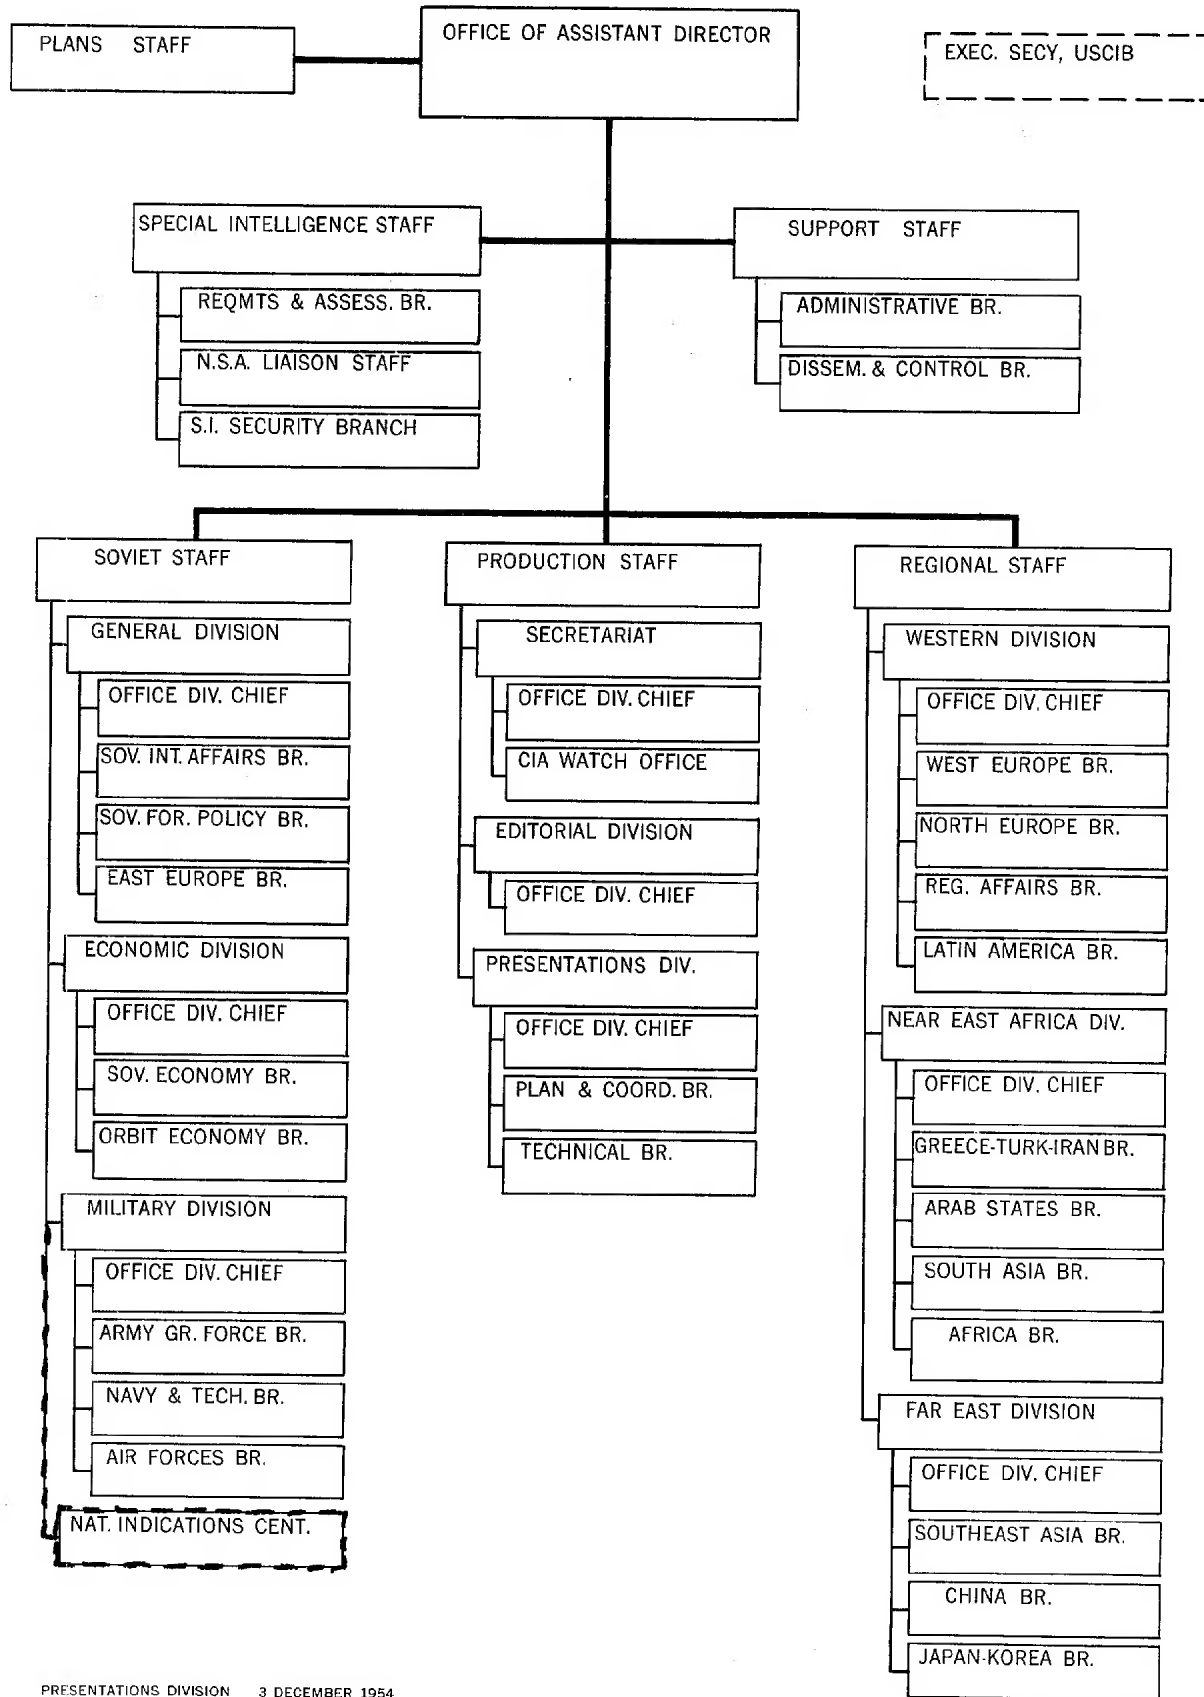 PLANS STAFF
OFFICE OF ASSISTANT DIRECTOR
EXEC. SECY, USCIB
SPECIAL INTELLIGENCE STAFF
REQMTS & ASSESS. BR.
N.S.A. LIAISON STAFF
S.I. SECURITY BRANCH
SUPPORT STAFF
ADMINISTRATIVE BR.
DISSEM. & CONTROL BR.
SOVIET STAFF
GENERAL DIVISION
OFFICE DIV. CHIEF
SOV. INT. AFFAIRS BR.
SOV. FOR. POLICY BR.
EAST EUROPE BR.
ECONOMIC DIVISION
OFFICE DIV. CHIEF
SOV. ECONOMY BR.
ORBIT ECONOMY BR.
MILITARY DIVISION
OFFICE DIV. CHIEF
ARMY GR. FORCE BR.
NAVY & TECH. BR.
AIR FORCES BR.
NAT. INDICATIONS CENT.
PRODUCTION STAFF
SECRETARIAT
OFFICE DIV. CHIEF
CIA WATCH OFFICE
EDITORIAL DIVISION
OFFICE DIV. CHIEF
PRESENTATIONS DIV.
OFFICE DIV. CHIEF
PLAN & COORD. BR.
TECHNICAL BR.
REGIONAL STAFF
WESTERN DIVISION
OFFICE DIV. CHIEF
WEST EUROPE BR.
NORTH EUROPE BR.
REG. AFFAIRS BR.
LATIN AMERICA BR.
NEAR EAST AFRICA DIV.
OFFICE DIV. CHIEF
GREECE-TURK-IRAN BR.
ARAB STATES BR.
SOUTH ASIA BR.
AFRICA BR.
FAR EAST DIVISION
OFFICE DIV. CHIEF
SOUTHEAST ASIA BR.
CHINA BR.
JAPAN-KOREA BR.
PRESENTATIONS DIVISION 3 DECEMBER 1954